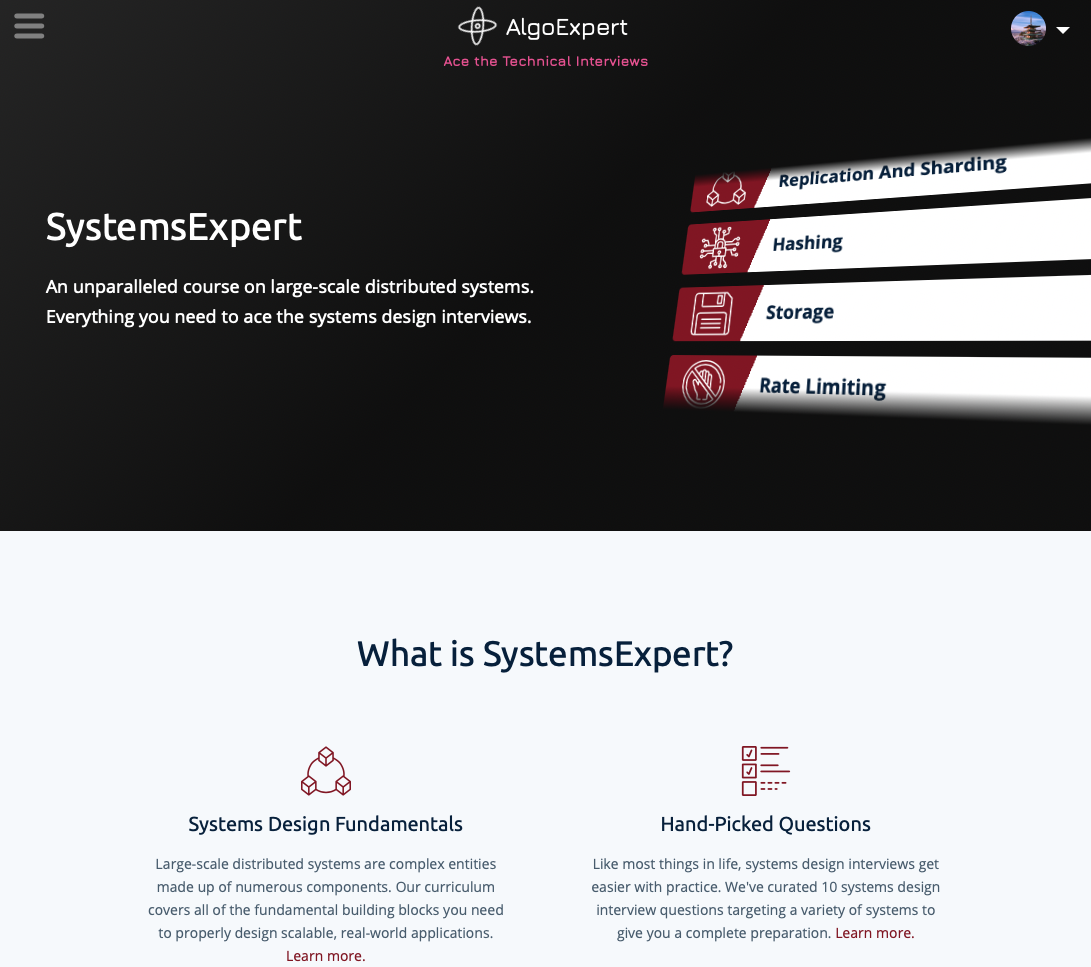 AlgoExpert
Ace the Technical Interviews
SystemsExpert
An unparalleled course on large-scale distributed systems.
Everything you need to ace the systems design interviews.
Replication And Sharding
Hashing
Storage
Rate Limiting
What is SystemsExpert?
Systems Design Fundamentals
Large-scale distributed systems are complex entities
made up of numerous components. Our curriculum
covers all of the fundamental building blocks you need
to properly design scalable, real-world applications.
Learn more.
Hand-Picked Questions
Like most things in life, systems design interviews get
easier with practice. We've curated 10 systems design
interview questions targeting a variety of systems to
give you a complete preparation. Learn more.